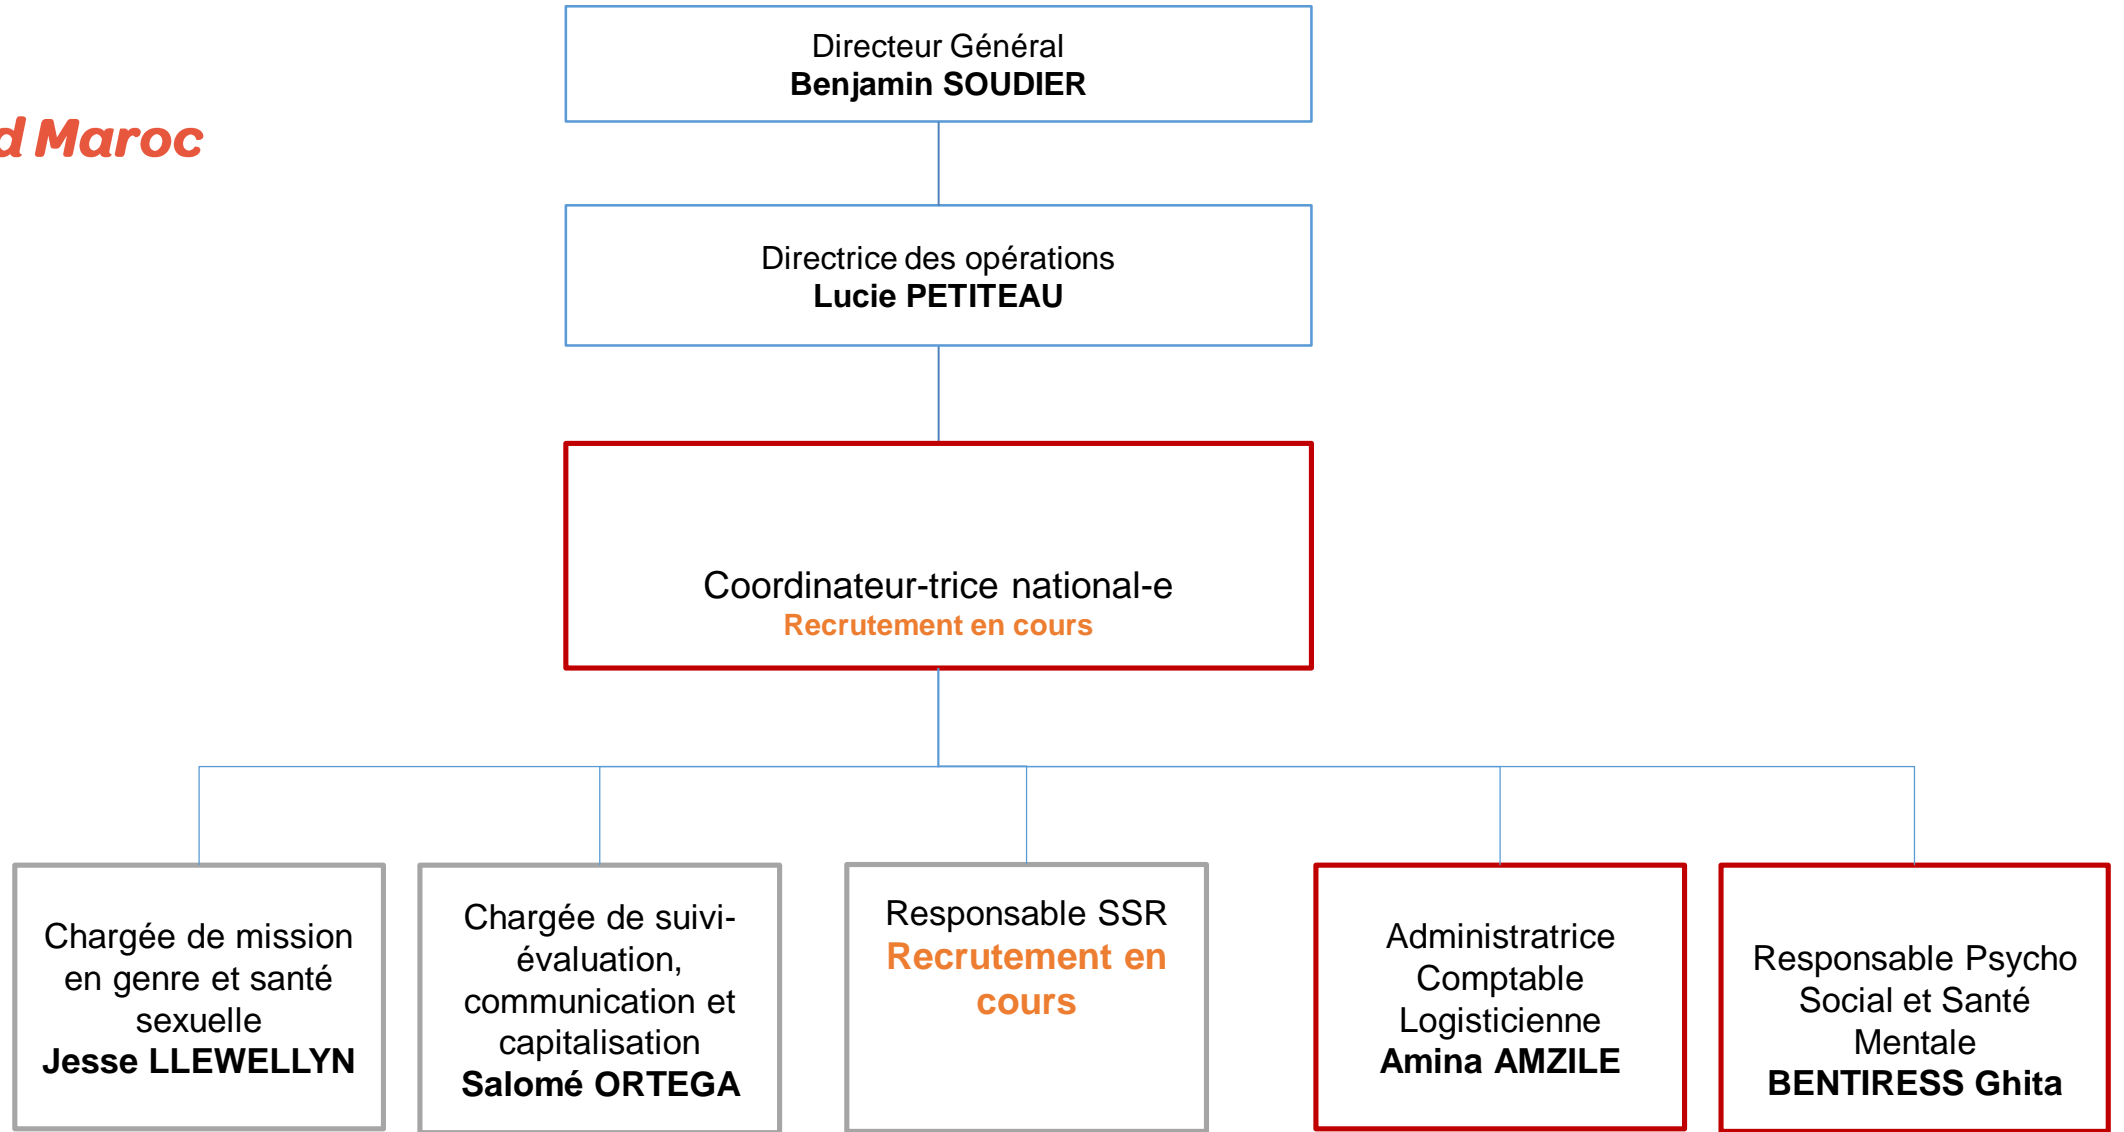 Directeur Général
Benjamin SOUDIER
d Maroc
Directrice des opérations
Lucie PETITEAU
Coordinateur-trice national-e
Recrutement en cours
Chargée de mission
en genre et santé
sexuelle
Jesse LLEWELLYN
Chargée de suivi-
évaluation,
communication et
capitalisation
Salomé ORTEGA
Responsable SSR
Recrutement en
cours
Administratrice
Comptable
Logisticienne
Amina AMZILE
Responsable Psycho
Social et Santé
Mentale
BENTIRESS Ghita